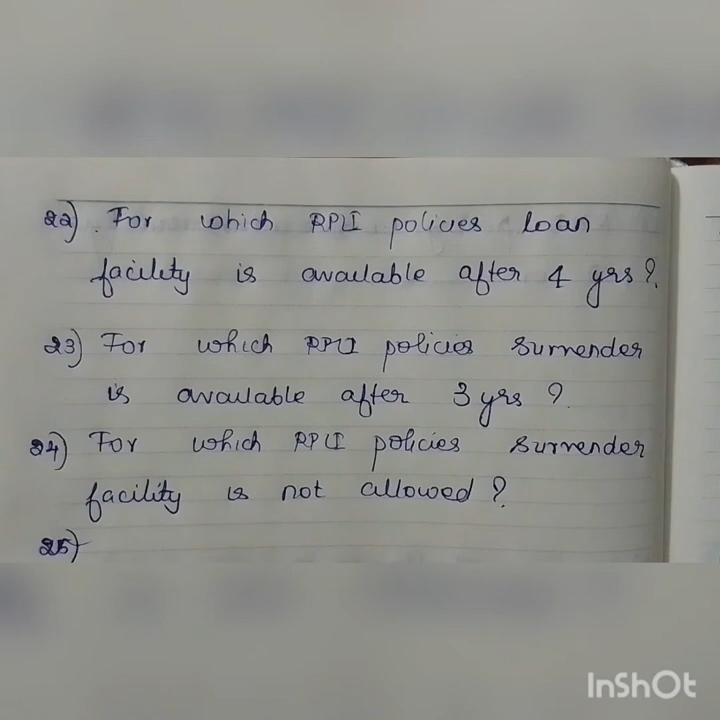 22) For which RPLI policies loan
facility is available after 4 yrs?
23) For which RPLI policies surrender
is available after 3 yrs?
24) For which RPLI policies surrender
facility is not allowed?
25)
InShOt